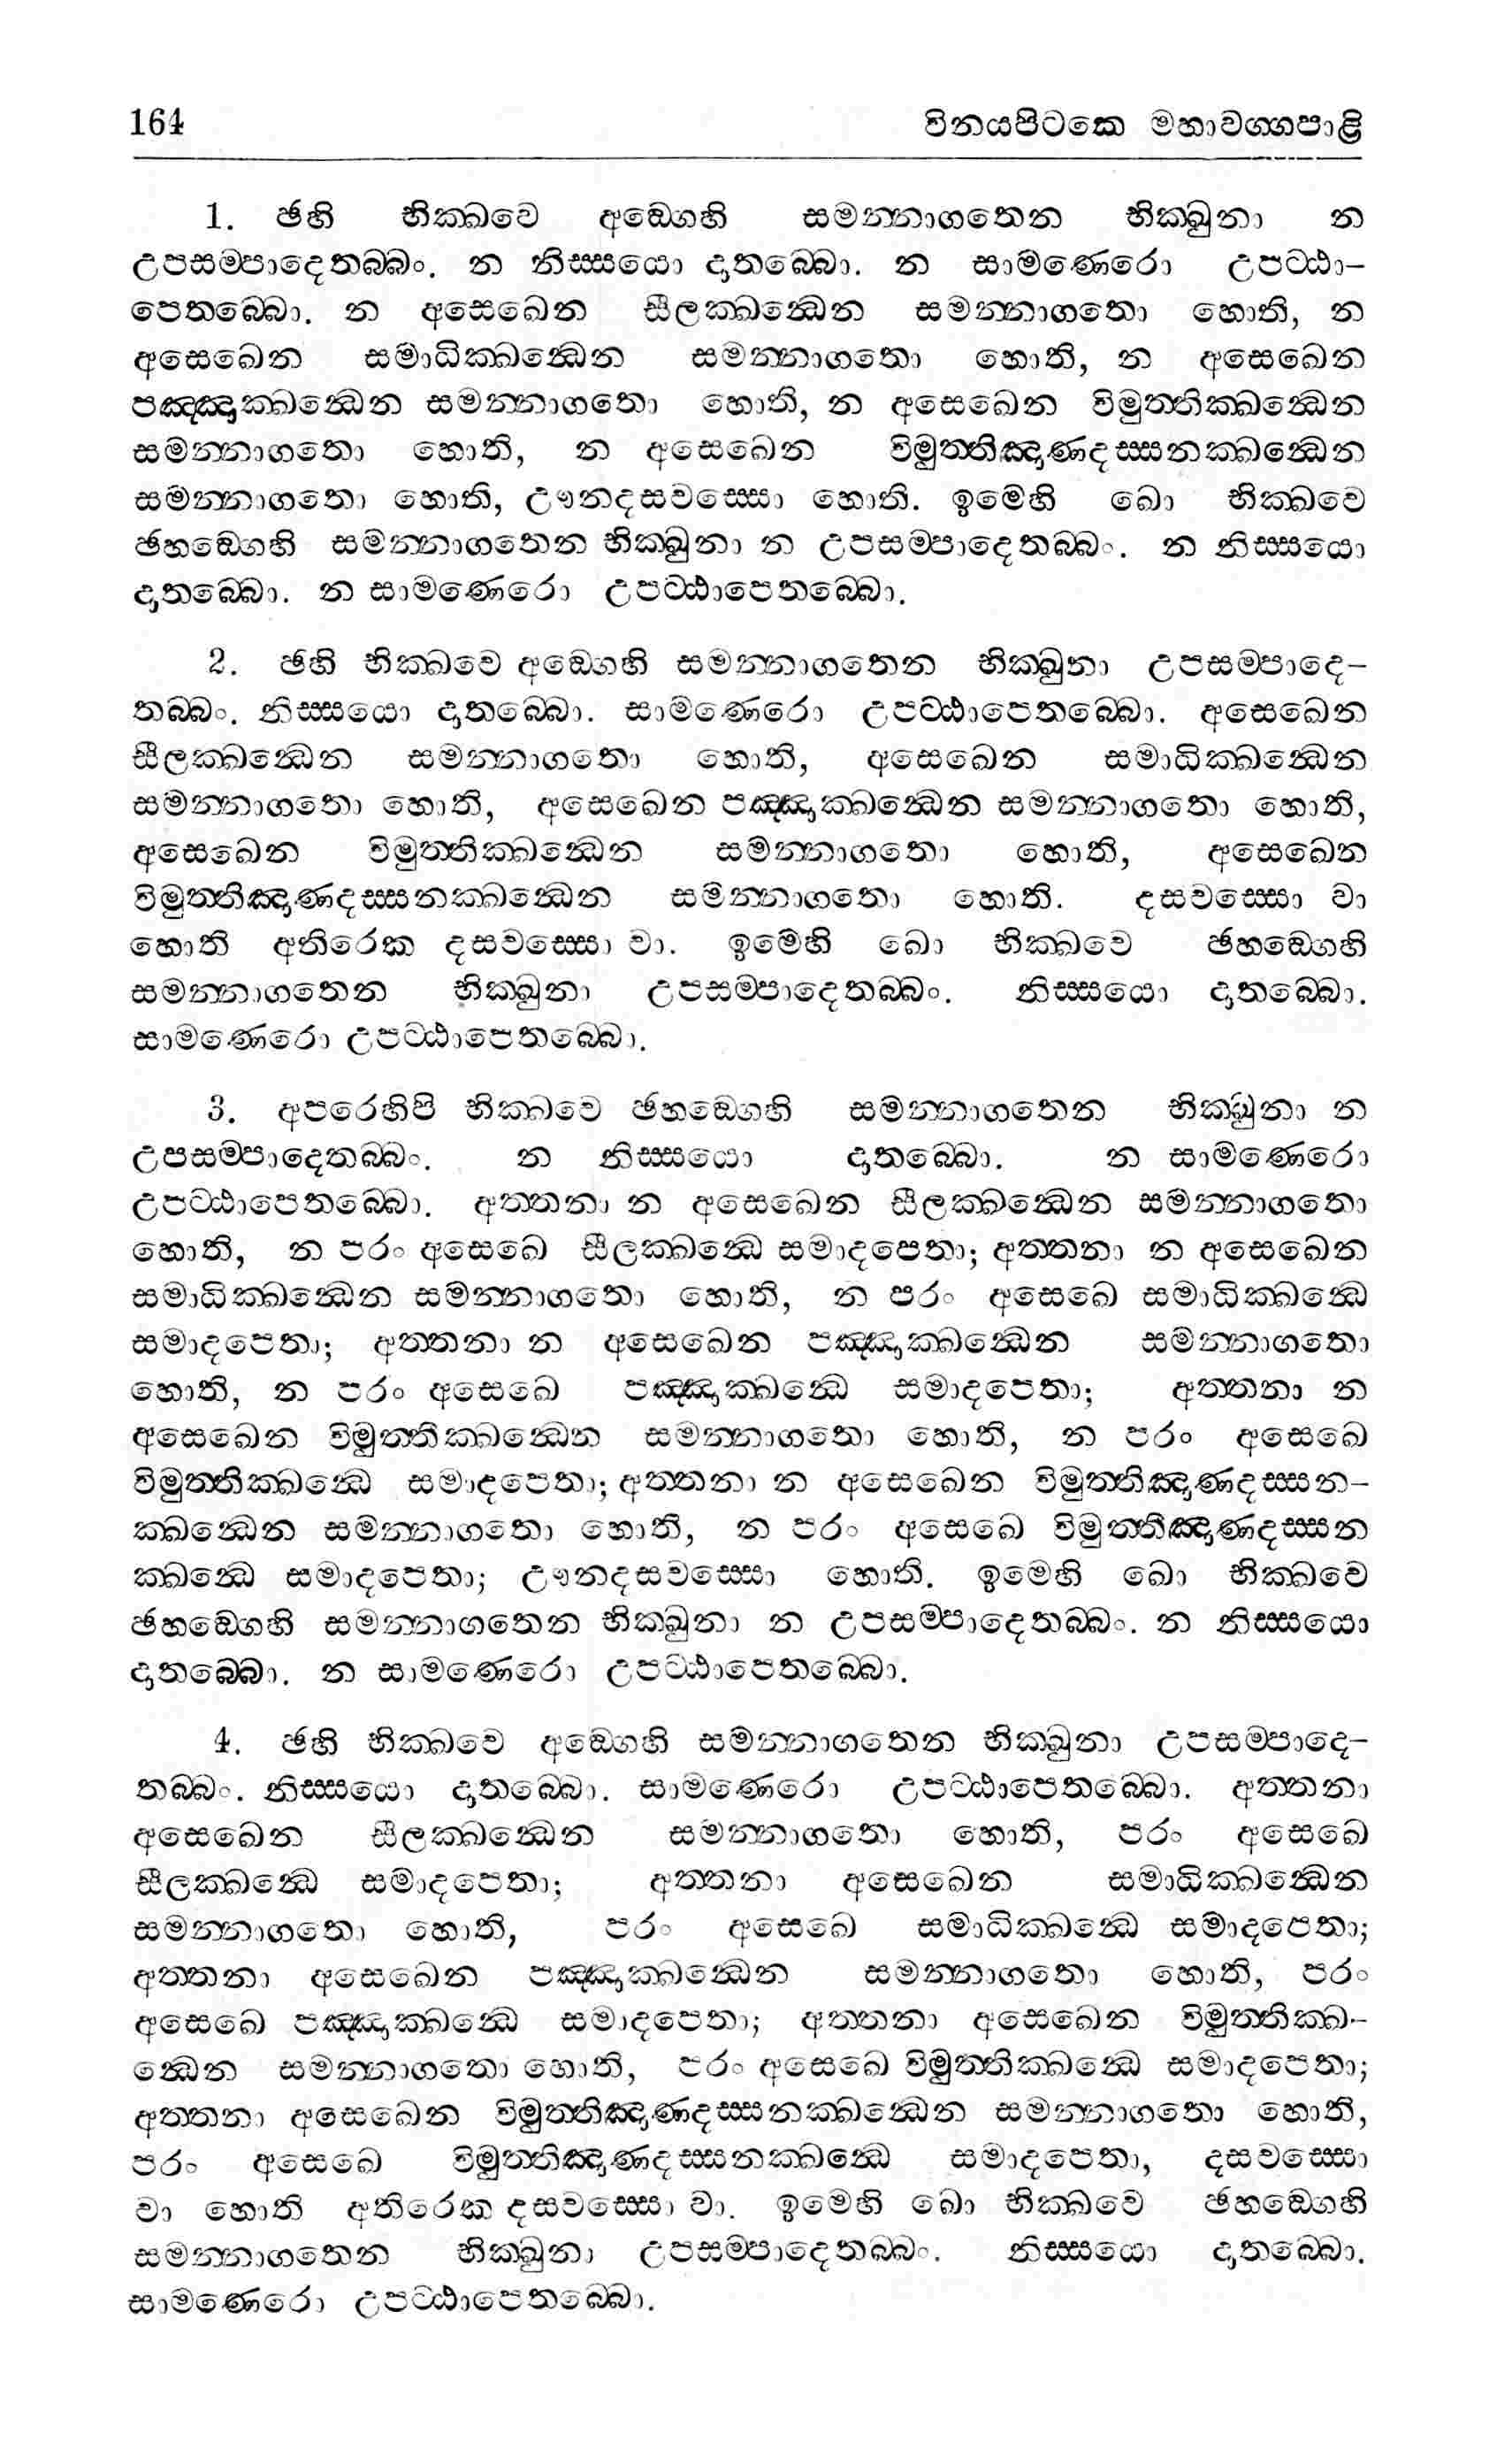 164 විනයපිටකෙ මහාවග්ගපාළි
1. ඡහි භික්ඛවෙ අඞ්ගෙහි සමන්නාගතෙන භික්ඛුනා න
උපසම්පාදෙතබ්බං. න නිස්සයො දාතබ්බො. න සාමණෙරො උපට්ඨා-
පෙතබ්බො. න අසෙඛෙන සීලක්ඛන්ධෙන සමන්නාගතො හොති, න
අසෙඛෙන සමාධික්ඛන්ධෙන සමන්නාගතො හොති, න අසෙඛෙන
පඤ්ඤාක්ඛන්ධෙන සමන්නාගතො හොති, න අසෙඛෙන විමුත්තික්ඛන්ධෙන
සමන්නාගතො හොති, න අසෙඛෙන විමුත්තිඤාණදස්සනක්ඛන්ධෙන
සමන්නාගතො හොති, ඌනදසවස්සො හොති. ඉමෙහි ඛො භික්ඛවෙ
ඡහඞ්ගෙහි සමන්නාගතෙන භික්ඛුනා න උපසම්පාදෙතබ්බං. න නිස්සයො
දාතබ්බො. න සාමණෙරො උපට්ඨාපෙතබ්බො.
2. ඡහි භික්ඛවෙ අඞ්ගෙහි සමන්නාගතෙන භික්ඛුනා උපසම්පාදෙ-
තබ්බං. නිස්සයො දාතබ්බො. සාමණෙරො උපට්ඨාපෙතබ්බො. අසෙඛෙන
සීලක්ඛන්ධෙන සමන්නාගතො හොති, අසෙඛෙන සමාධික්ඛන්ධෙන
සමන්නාගතො හොති, අසෙඛෙන පඤ්ඤාක්ඛන්ධෙන සමන්නාගතො හොති,
අසෙඛෙන විමුත්තික්ඛන්ධෙන සමන්නාගතො හොති, අසෙඛෙන
විමුත්තිඤාණදස්සනක්ඛන්ධෙන සමන්නාගතො හොති. දසවස්සො වා
හොති අතිරෙක දසවස්සො වා. ඉමෙහි ඛො භික්ඛවෙ ඡහඞ්ගෙහි
සමන්නාගතෙන භික්ඛුනා උපසම්පාදෙතබ්බං. නිස්සයො දාතබ්බො.
සාමණෙරො උපට්ඨාපෙතබ්බො.
3. අපරෙහිපි භික්ඛවෙ ඡහඞ්ගෙහි සමන්නාගතෙන භික්ඛුනා න
උපසම්පාදෙතබ්බං. න නිස්සයො දාතබ්බො. න සාමණෙරො
උපට්ඨාපෙතබ්බො. අත්තනා න අසෙඛෙන සීලක්ඛන්ධෙන සමන්නාගතො
හොති, න පරං අසෙඛෙ සීලක්ඛන්ධෙ සමාදපෙතා; අත්තනා න අසෙඛෙන
සමාධික්ඛන්ධෙන සමන්නාගතො හොති, න පරං අසෙඛෙ සමාධික්ඛන්ධෙ
සමාදපෙතා; අත්තනා න අසෙඛෙන පඤ්ඤාක්ඛන්ධෙන සමන්නාගතො
හොති, න පරං අසෙඛෙ පඤ්ඤාක්ඛන්ධෙ සමාදපෙතා; අත්තනා න
අසෙඛෙන විමුත්තික්ඛන්ධෙන සමන්නාගතො හොති, න පරං අසෙඛෙ
විමුත්තික්ඛන්ධෙ සමාදපෙතා; අත්තනා න අසෙඛෙන විමුත්තිඤාණදස්සන-
ක්ඛන්ධෙන සමන්නාගතො හොති, න පරං අසෙඛෙ විමුත්තිඤාණදස්සන
ක්ඛන්ධෙ සමාදපෙතා; ඌනදසවස්සො හොති. ඉමෙහි ඛො භික්ඛවෙ
ඡහඞ්ගෙහි සමන්නාගතෙන භික්ඛුනා න උපසම්පාදෙතබ්බං. න නිස්සයො
දාතබ්බො. න සාමණෙරො උපට්ඨාපෙතබ්බො.
4. ඡහි භික්ඛවෙ අඞ්ගෙහි සමන්නාගතෙන භික්ඛුනා උපසම්පාදෙ-
තබ්බං. නිස්සයො දාතබ්බො. සාමණෙරො උපට්ඨාපෙතබ්බො. අත්තනා
අසෙඛෙන සීලක්ඛන්ධෙන සමන්නාගතො හොති, පරං අසෙඛෙ
සීලක්ඛන්ධෙ සමාදපෙතා; අත්තනා අසෙඛෙන සමාධික්ඛන්ධෙන
සමන්නාගතො හොති, පරං අසෙඛෙ සමාධික්ඛන්ධෙ සමාදපෙතා;
අත්තනා අසෙඛෙන පඤ්ඤාක්ඛන්ධෙන සමන්නාගතො හොති, පරං
අසෙඛෙ පඤ්ඤාක්ඛන්ධෙ සමාදපෙතා; අත්තනා අසෙඛෙන විමුත්තික්ඛ-
න්ධෙන සමන්නාගතො හොති, පරං අසෙඛෙ විමුත්තික්ඛන්ධෙ සමාදපෙතා;
අත්තනා අසෙඛෙන විමුත්තිඤාණදස්සනක්ඛන්ධෙන සමන්නාගතො හොති,
පරං අසෙඛෙ විමුත්තිඤාණදස්සනක්ඛන්ධෙ සමාදපෙතා, දසවස්සො
වා හොති අතිරෙක දසවස්සො වා. ඉමෙහි ඛො භික්ඛවෙ ඡහඞ්ගෙහි
සමන්නාගතෙන භික්ඛුනා උපසම්පාදෙතබ්බං. නිස්සයො දාතබ්බො.
සාමණෙරො උපට්ඨාපෙතබ්බො.